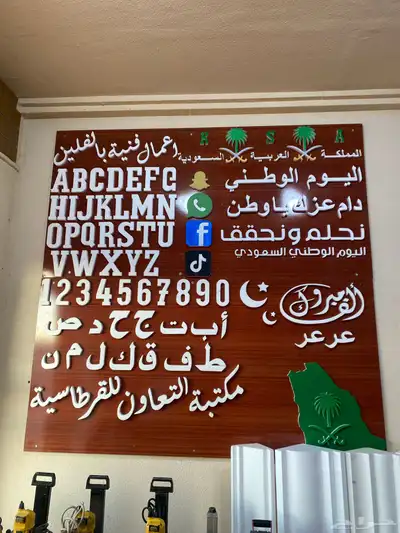 اعمال فنية بالفلين
R S A
المملكة العربية السعودية
ABCDEFG
HIJKLMN
OPQRSTU
VWXYZ
اليوم الوطني
دام عزك ياوطن
نحلم ونحقق
اليوم الوطني السعودي
1234567890
أ ب ت ج ح د ص
ط ف ق ك ل م ن
مكتبة التعاون للقرطاسية
عرعر
حراج